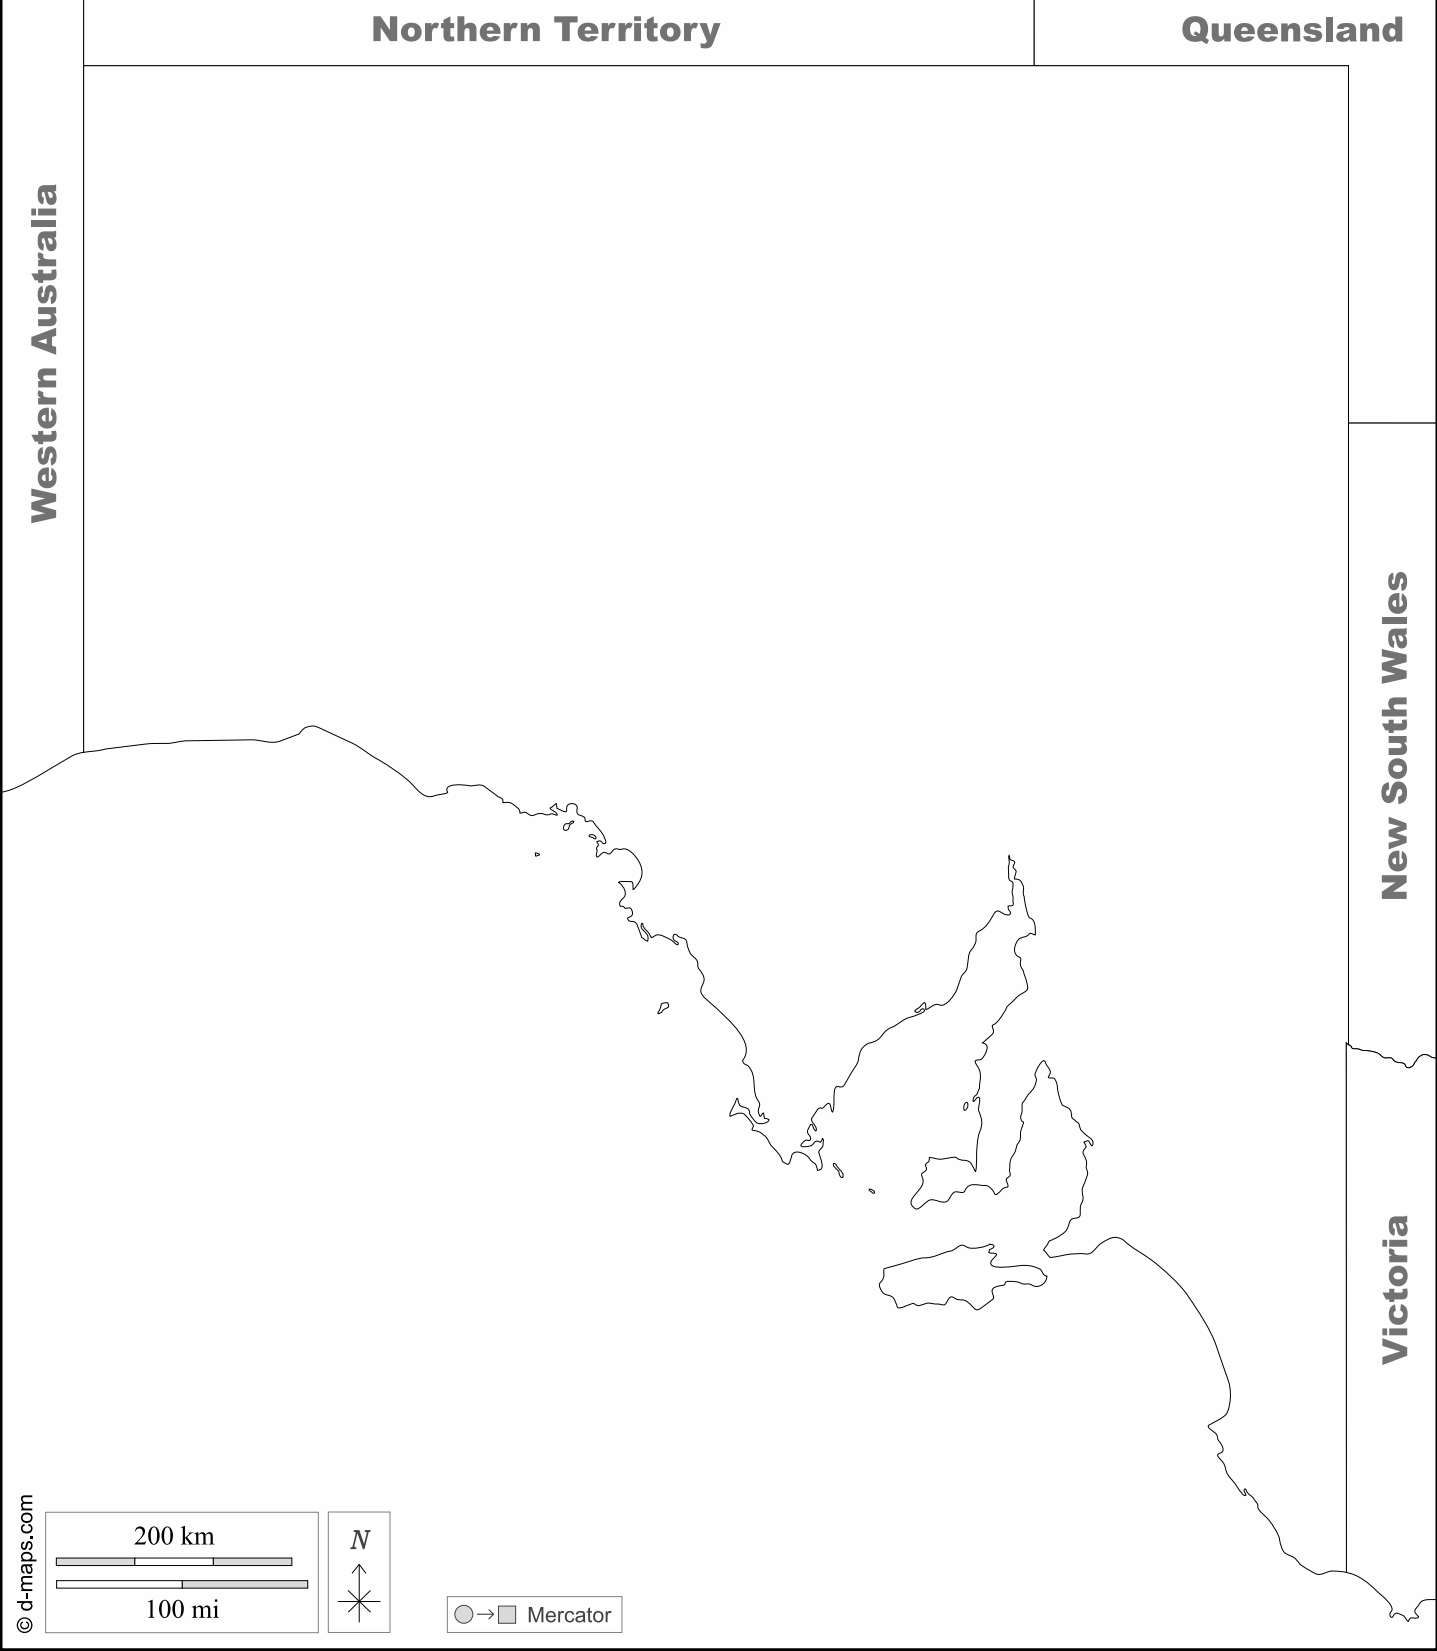 Northern Territory
Queensland
Western Australia
New South Wales
Victoria
© d-maps.com
200 km
100 mi
N
Mercator